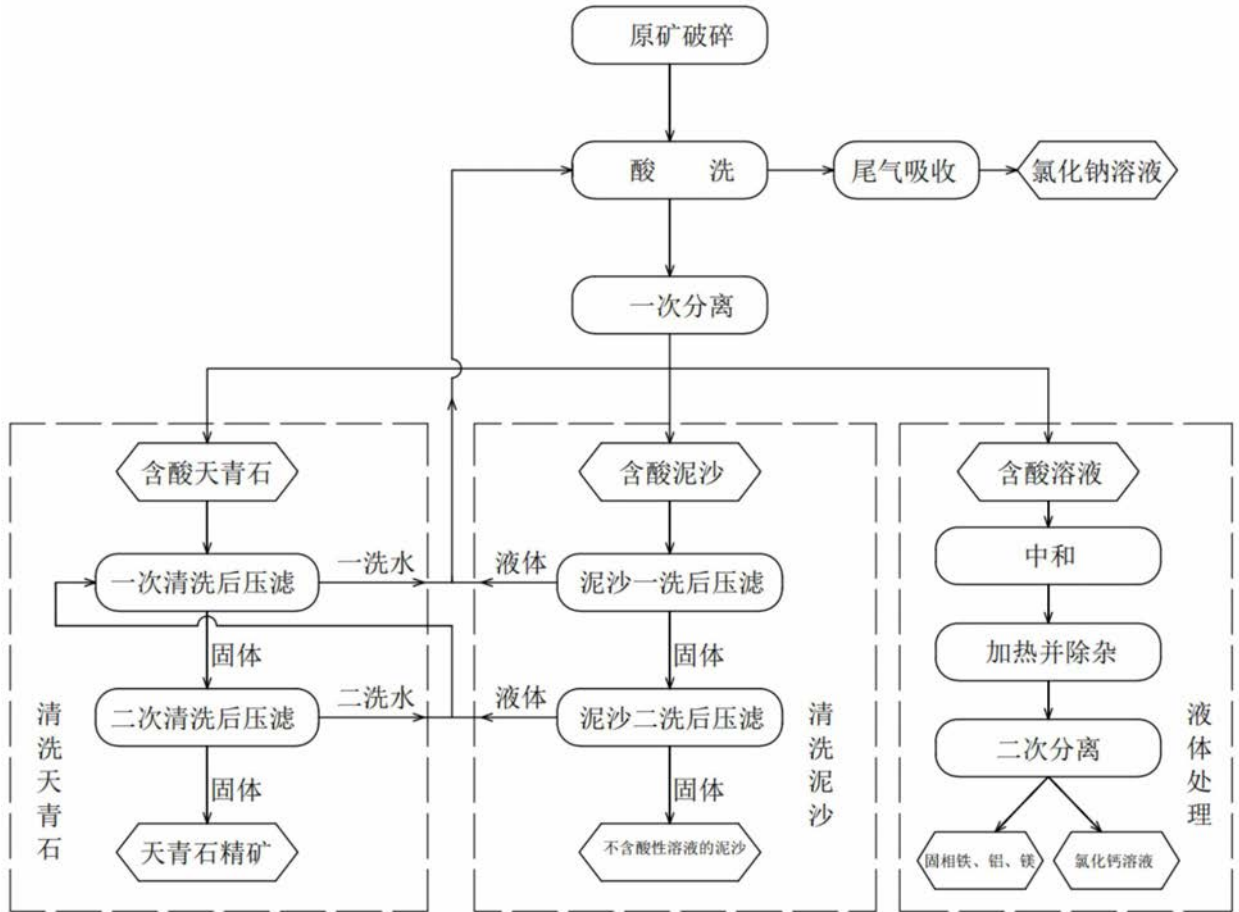 原矿破碎
酸 洗
尾气吸收
氯化钠溶液
一次分离
含酸天青石
含酸泥沙
含酸溶液
一次清洗后压滤
一洗水
液体
泥沙一洗后压滤
中和
固体
固体
加热并除杂
二次清洗后压滤
二洗水
液体
泥沙二洗后压滤
二次分离
固体
固体
天青石精矿
不含酸性溶液的泥沙
固相铁、铝、镁
氯化钙溶液
清洗天青石
清洗泥沙
液体处理